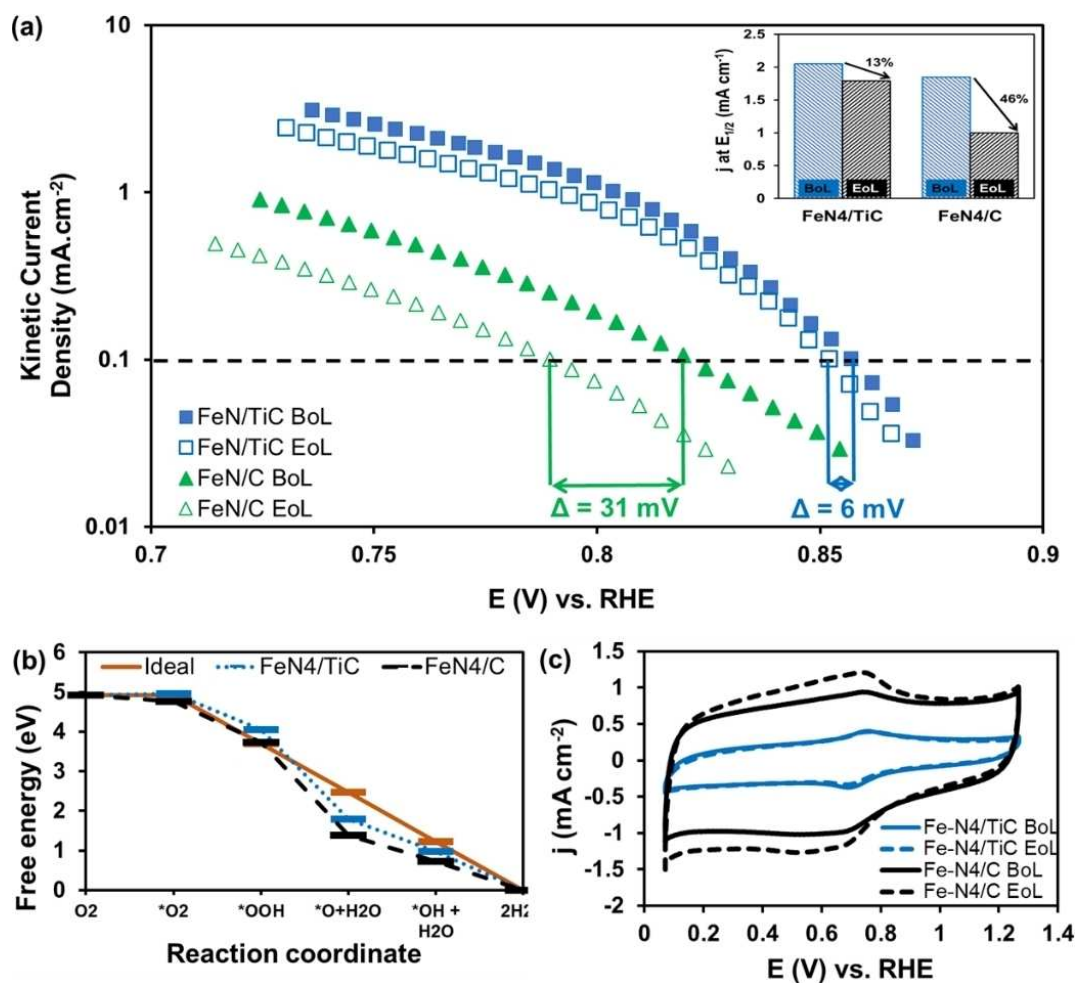 (a)
10
1
0.1
0.01
Kinetic Current
Density (mA.cm-2)
FeN/TiC BoL
FeN/TiC EoL
FeN/C BoL
FeN/C EoL
Δ = 31 mV
Δ = 6 mV
0.7
0.75
0.8
0.85
0.9
E (V) vs. RHE
2.5
2
1.5
1
0.5
0
j at E1/2 (mA cm-2)
13%
46%
BoL
EoL
BoL
EoL
FeN4/TiC
FeN4/C
(b)
6
5
4
3
2
1
0
Free energy (eV)
Ideal
FeN4/TiC
FeN4/C
O2
*O2
*OOH
*O+H2O
*OH +
H2O
2H2
Reaction coordinate
(c)
1.5
1
0.5
0
-0.5
-1
-1.5
-2
j (mA cm-2)
Fe-N4/TiC BoL
Fe-N4/TiC EoL
Fe-N4/C BoL
Fe-N4/C EoL
0
0.2
0.4
0.6
0.8
1
1.2
1.4
E (V) vs. RHE